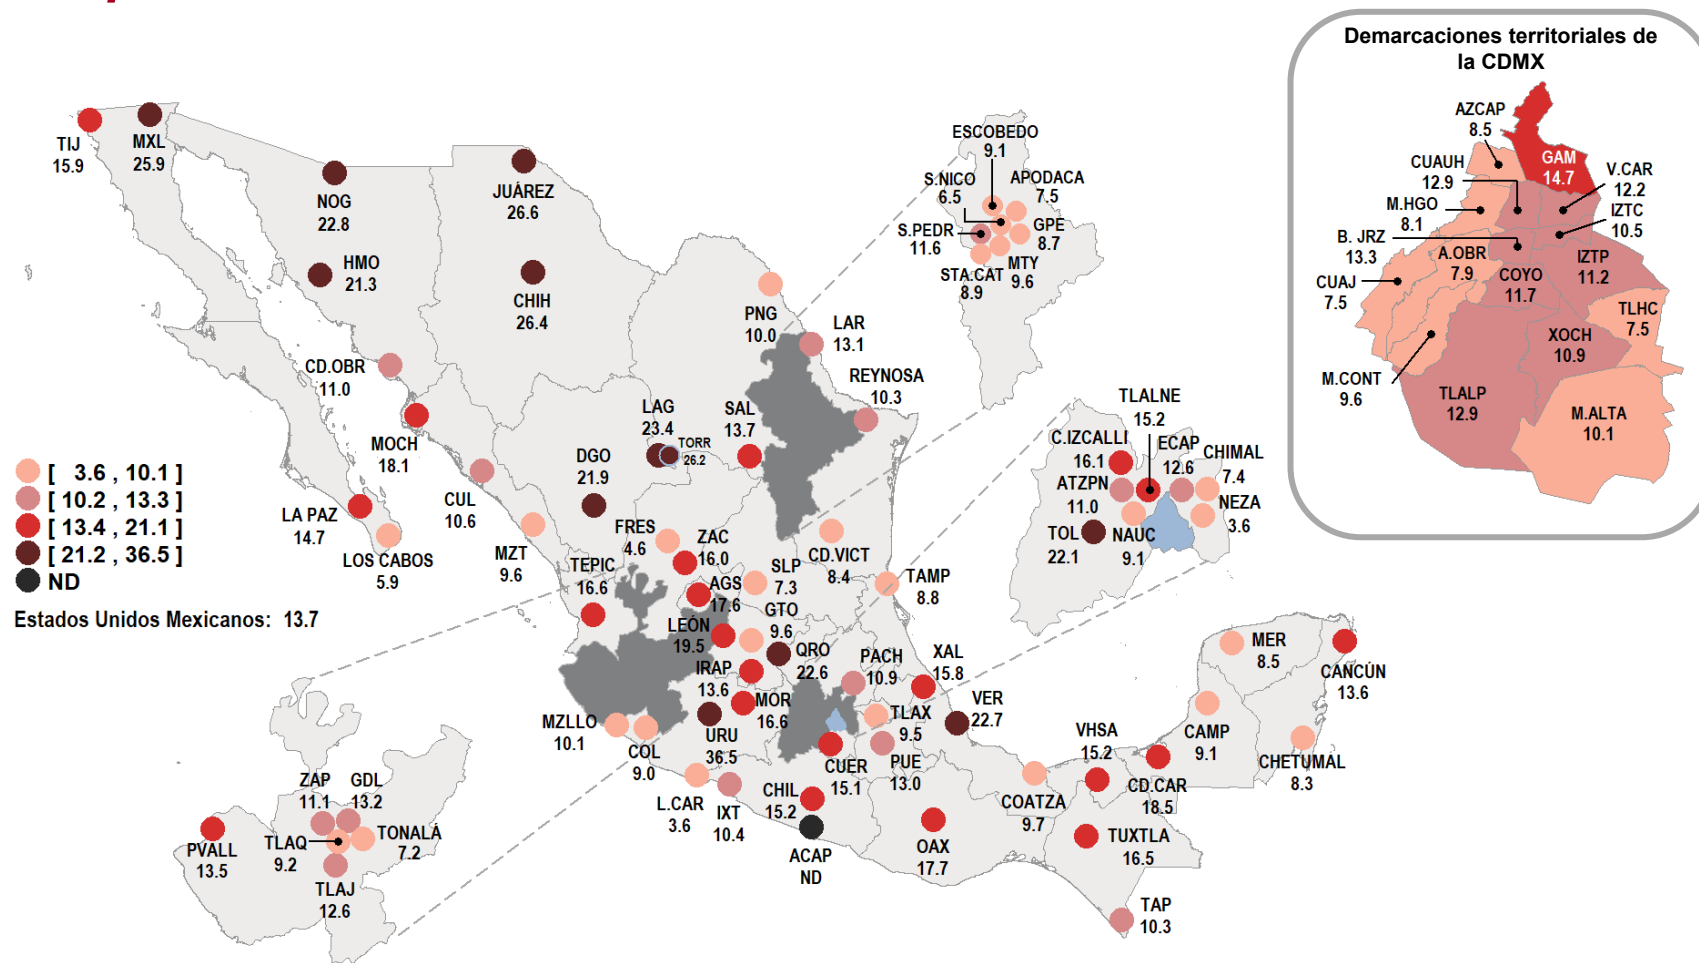 Demarcaciones territoriales de
la CDMX
AZCAP
8.5
CUAUH
12.9
GAM
14.7
V.CAR
12.2
M.HGO
8.1
IZTC
10.5
B. JRZ
13.3
A.OBR
7.9
IZTP
11.2
CUAJ
7.5
COYO
11.7
TLHC
7.5
XOCH
10.9
M.CONT
9.6
TLALP
12.9
M.ALTA
10.1
TIJ
15.9
MXL
25.9
NOG
22.8
JUÁREZ
26.6
HMO
21.3
CHIH
26.4
ESCOBEDO
9.1
S.NICO
6.5
APODACA
7.5
S.PEDR
11.6
GPE
8.7
STA.CAT
8.9
MTY
9.6
PNG
10.0
LAR
13.1
REYNOSA
10.3
CD.OBR
11.0
MOCH
18.1
LAG
23.4
TORR
26.2
SAL
13.7
DGO
21.9
CUL
10.6
LA PAZ
14.7
LOS CABOS
5.9
MZT
9.6
FRES
4.6
ZAC
16.0
CD.VICT
8.4
TEPIC
16.6
AGS
17.6
SLP
7.3
TAMP
8.8
LEÓN
19.5
GTO
9.6
IRAP
13.6
QRO
22.6
PACH
10.9
XAL
15.8
MOR
16.6
MZLLO
10.1
COL
9.0
URU
36.5
TLAX
9.5
VER
22.7
CUER
15.1
PUE
13.0
L.CAR
3.6
IXT
10.4
CHIL
15.2
ACAP
ND
OAX
17.7
COATZA
9.7
VHSA
15.2
CD.CAR
18.5
TUXTLA
16.5
TAP
10.3
CAMP
9.1
MER
8.5
CANCÚN
13.6
CHETUMAL
8.3
TLALNE
15.2
C.IZCALLI
16.1
ECAP
12.6
CHIMAL
7.4
ATZPN
11.0
NEZA
3.6
TOL
22.1
NAUC
9.1
ZAP
11.1
GDL
13.2
PVALL
13.5
TLAQ
9.2
TONALÁ
7.2
TLAJ
12.6
[ 3.6 , 10.1 ]
[ 10.2 , 13.3 ]
[ 13.4 , 21.1 ]
[ 21.2 , 36.5 ]
ND
Estados Unidos Mexicanos: 13.7